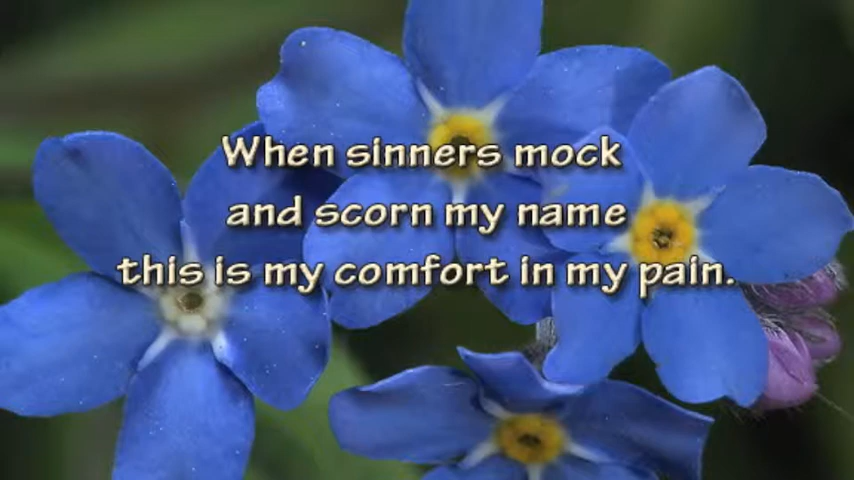 When sinners mock
and scorn my name
this is my comfort in my pain.